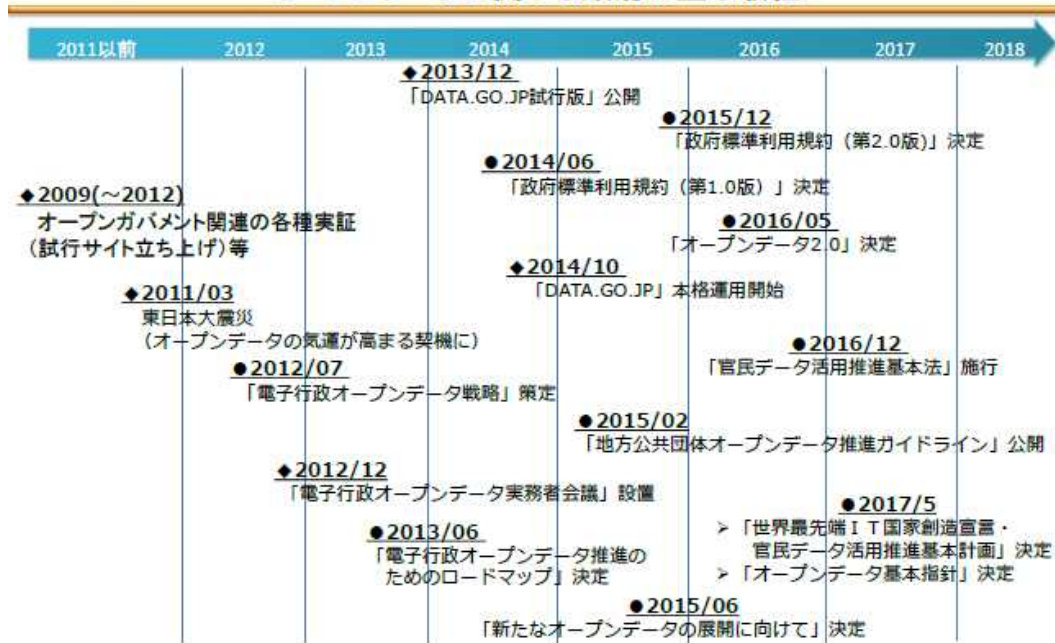 2011以前 2012 2013 2014 2015 2016 2017 2018
◆2013/12
「DATA.GO.JP試行版」公開
●2015/12
「政府標準利用規約（第2.0版)」決定
●2014/06
「政府標準利用規約（第1.0版）」決定
◆2009(～2012)
オープンガバメント関連の各種実証
（試行サイト立ち上げ）等
●2016/05
「オープンデータ2.0」決定
◆2014/10
「DATA.GO.JP」本格運用開始
◆2011/03
東日本大震災
（オープンデータの気運が高まる契機に）
●2016/12
「官民データ活用推進基本法」施行
●2012/07
「電子行政オープンデータ戦略」策定
●2015/02
「地方公共団体オープンデータ推進ガイドライン」公開
◆2012/12
「電子行政オープンデータ実務者会議」設置
●2017/5
➢ 「世界最先端ＩＴ国家創造宣言・
官民データ活用推進基本計画」決定
➢ 「オープンデータ基本指針」決定
●2013/06
「電子行政オープンデータ推進の
ためのロードマップ」決定
●2015/06
「新たなオープンデータの展開に向けて」決定